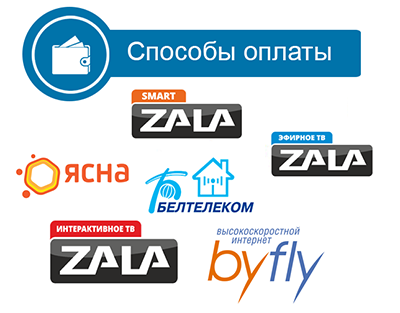 Способы оплаты
SMART
ZALA
ЭФИРНОЕ ТВ
ZALA
ЯСНА
БЕЛТЕЛЕКОМ
ИНТЕРАКТИВНОЕ ТВ
ZALA
высокоскоростной
интернет
byfly